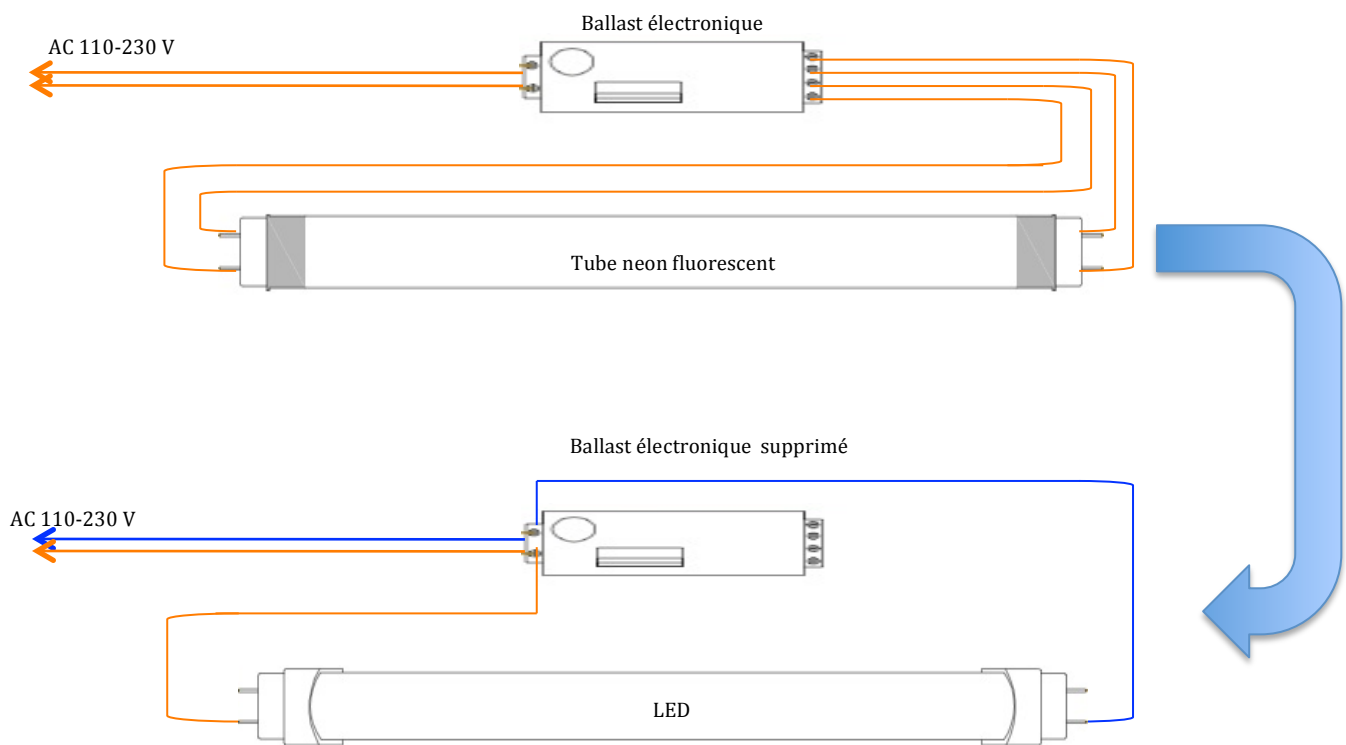 Ballast électronique
AC 110-230 V
Tube neon fluorescent
Ballast électronique  supprimé
AC 110-230 V
LED